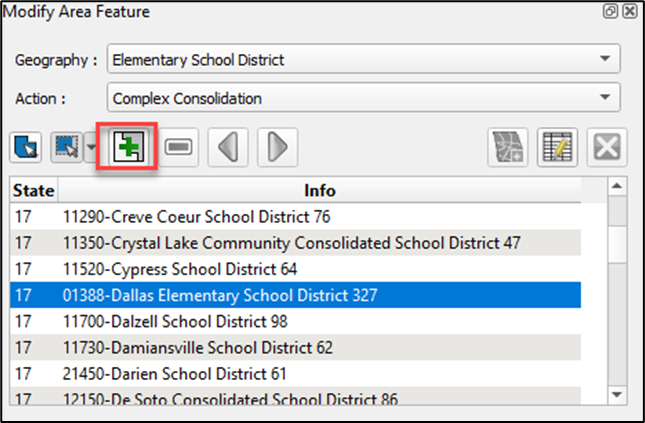 Modify Area Feature
Geography : Elementary School District
Action : Complex Consolidation
State Info
17 11290-Creve Coeur School District 76
17 11350-Crystal Lake Community Consolidated School District 47
17 11520-Cypress School District 64
17 01388-Dallas Elementary School District 327
17 11700-Dalzell School District 98
17 11730-Damiansville School District 62
17 21450-Darien School District 61
17 12150-De Soto Consolidated School District 86